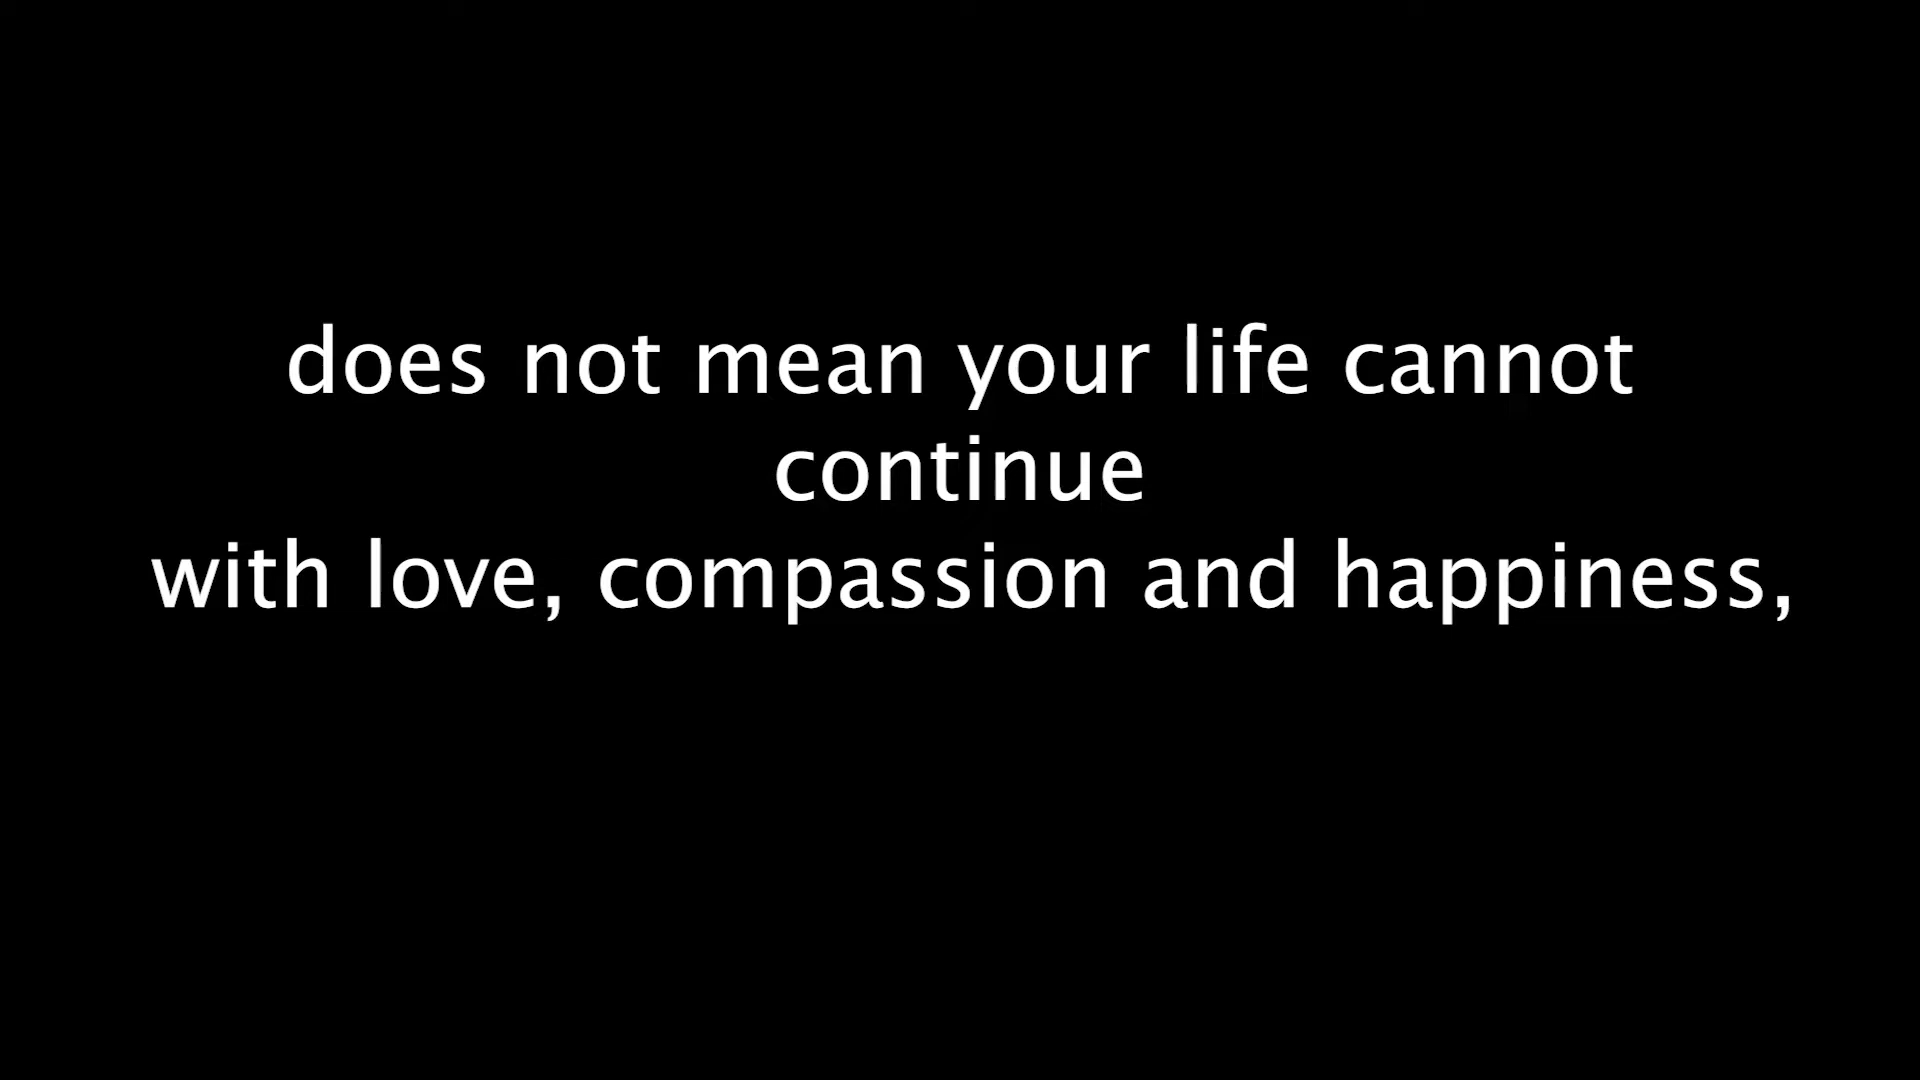 does not mean your life cannot
continue
with love, compassion and happiness,